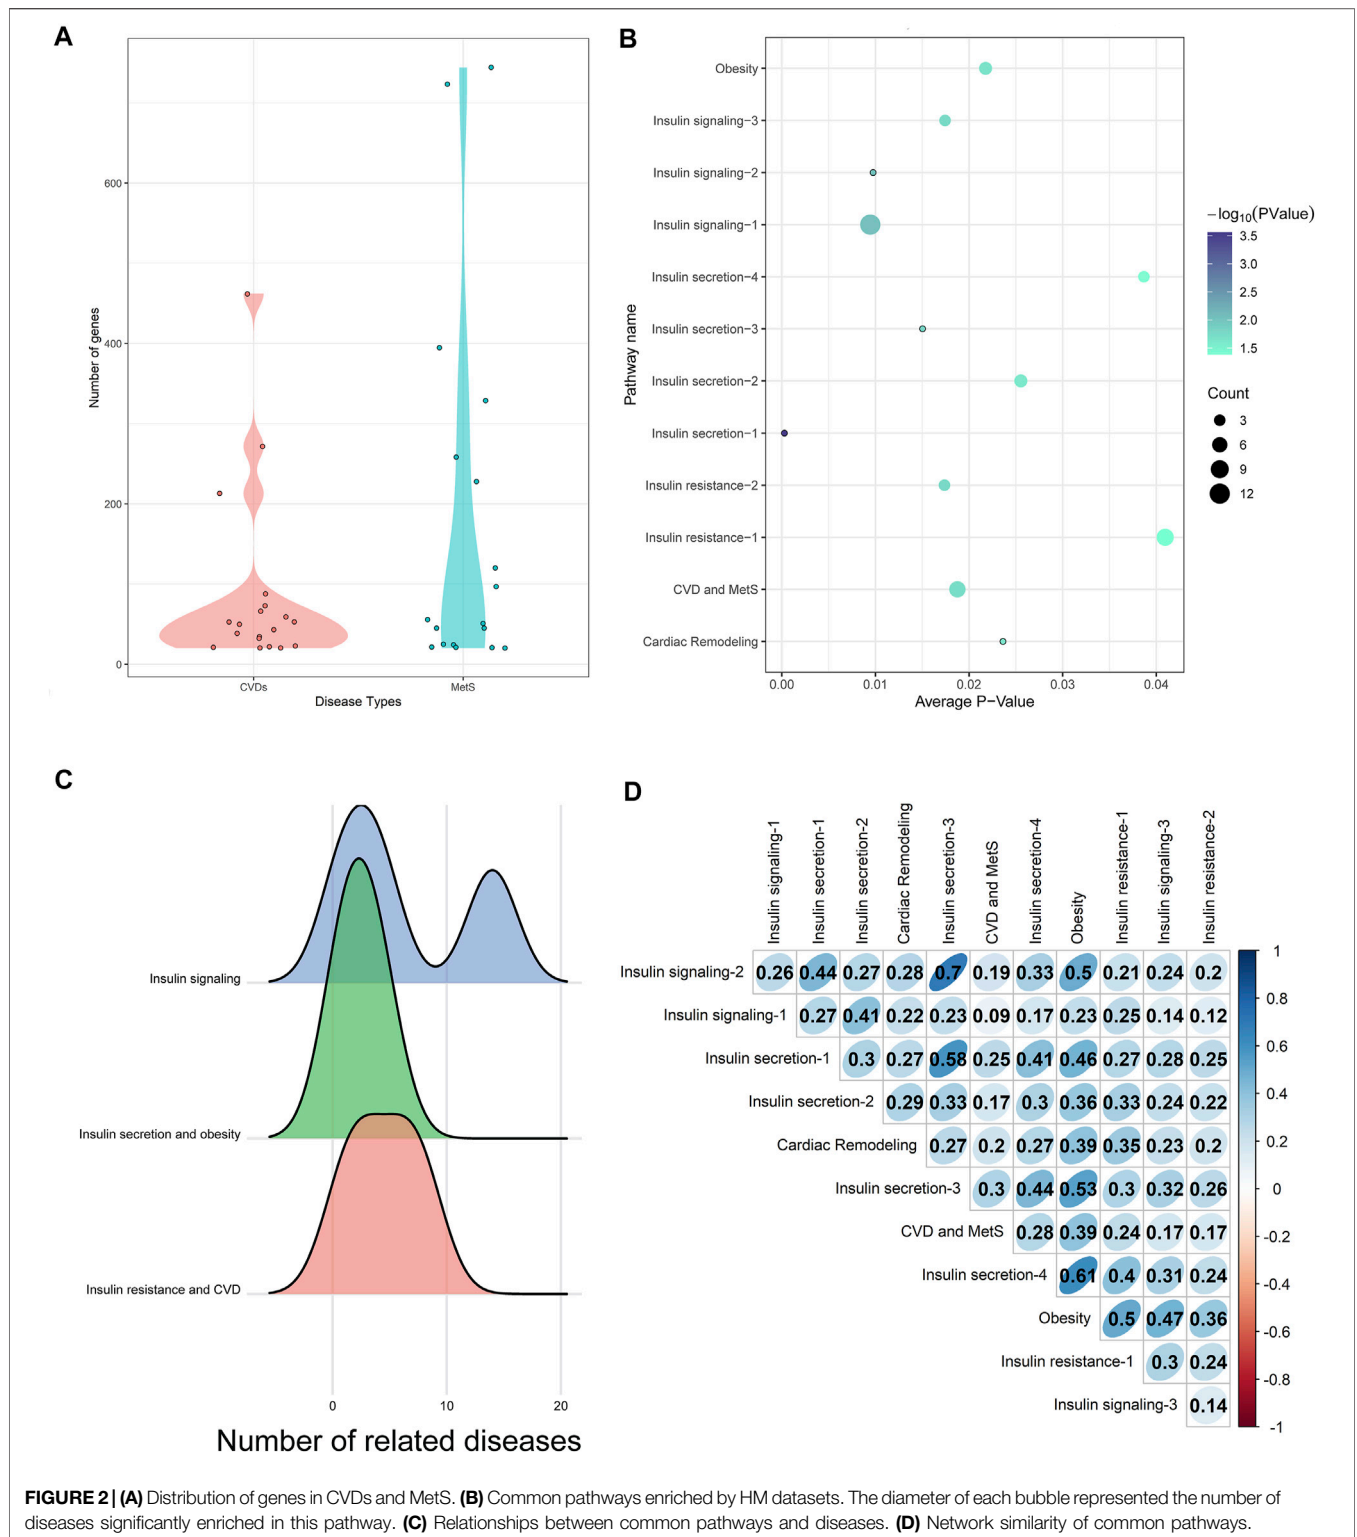 A
Number of genes
600
400
200
0
CVDs
MetS
Disease Types
B
Pathway name
Obesity
Insulin signaling−3
Insulin signaling−2
Insulin signaling−1
Insulin secretion−4
Insulin secretion−3
Insulin secretion−2
Insulin secretion−1
Insulin resistance−2
Insulin resistance−1
CVD and MetS
Cardiac Remodeling
0.00 0.01 0.02 0.03 0.04
Average P−Value
−log10(PValue)
3.5
3.0
2.5
2.0
1.5
Count
3
6
9
12
C
Insulin signaling
Insulin secretion and obesity
Insulin resistance and CVD
0 10 20
Number of related diseases
D
Insulin signaling-1
Insulin secretion-1
Insulin secretion-2
Cardiac Remodeling
Insulin secretion-3
CVD and MetS
Insulin secretion-4
Obesity
Insulin resistance-1
Insulin signaling-3
Insulin resistance-2
Insulin signaling-2 0.26 0.44 0.27 0.28 0.7 0.19 0.33 0.5 0.21 0.24 0.2
Insulin signaling-1 0.27 0.41 0.22 0.23 0.09 0.17 0.23 0.25 0.14 0.12
Insulin secretion-1 0.3 0.27 0.58 0.25 0.41 0.46 0.27 0.28 0.25
Insulin secretion-2 0.29 0.33 0.17 0.3 0.36 0.33 0.24 0.22
Cardiac Remodeling 0.27 0.2 0.27 0.39 0.35 0.23 0.2
Insulin secretion-3 0.3 0.44 0.53 0.3 0.32 0.26
CVD and MetS 0.28 0.39 0.24 0.17 0.17
Insulin secretion-4 0.61 0.4 0.31 0.24
Obesity 0.5 0.47 0.36
Insulin resistance-1 0.3 0.24
Insulin signaling-3 0.14
1
0.8
0.6
0.4
0.2
0
-0.2
-0.4
-0.6
-0.8
-1
FIGURE 2 | (A) Distribution of genes in CVDs and MetS. (B) Common pathways enriched by HM datasets. The diameter of each bubble represented the number of
diseases significantly enriched in this pathway. (C) Relationships between common pathways and diseases. (D) Network similarity of common pathways.